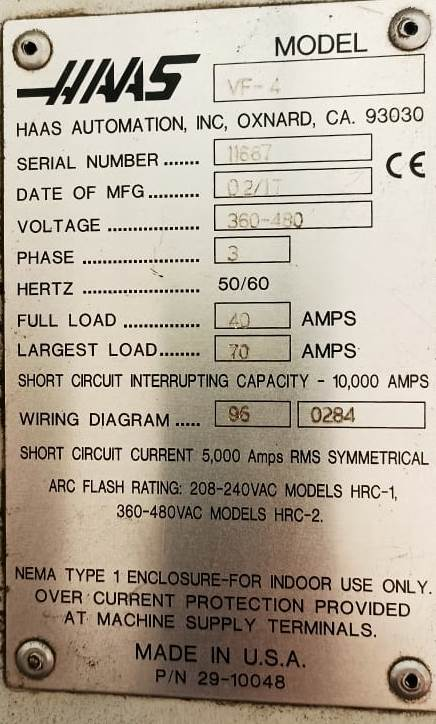 MODEL
HAAS VF-4
HAAS AUTOMATION, INC, OXNARD, CA. 93030
SERIAL NUMBER ....... 11687
CE
DATE OF MFG........ 02/17
VOLTAGE ................ 360-480
PHASE .................... 3
HERTZ .................... 50/60
FULL LOAD ............. 40 AMPS
LARGEST LOAD........ 70 AMPS
SHORT CIRCUIT INTERRUPTING CAPACITY - 10,000 AMPS
WIRING DIAGRAM ..... 96 0284
SHORT CIRCUIT CURRENT 5,000 Amps RMS SYMMETRICAL
ARC FLASH RATING: 208-240VAC MODELS HRC-1,
360-480VAC MODELS HRC-2.
NEMA TYPE 1 ENCLOSURE-FOR INDOOR USE ONLY.
OVER CURRENT PROTECTION PROVIDED
AT MACHINE SUPPLY TERMINALS.
MADE IN U.S.A.
P/N 29-10048